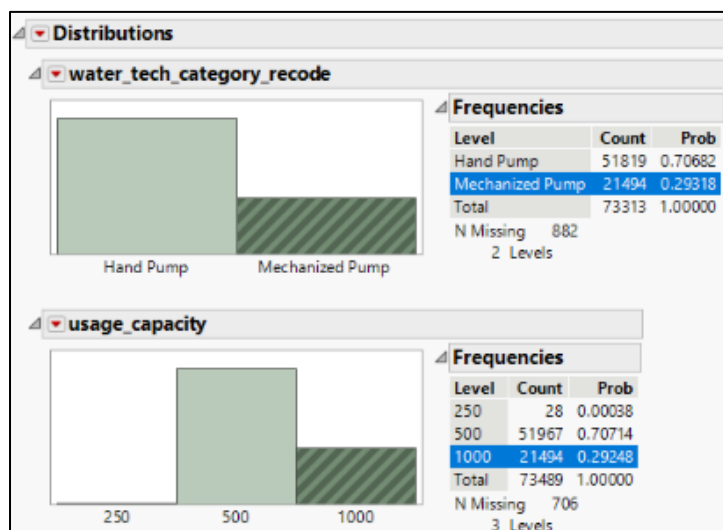 Distributions
water_tech_category_recode
Hand Pump Mechanized Pump
Frequencies
Level Count Prob
Hand Pump 51819 0.70682
Mechanized Pump 21494 0.29318
Total 73313 1.00000
N Missing 882
2 Levels
usage_capacity
250 500 1000
Frequencies
Level Count Prob
250 28 0.00038
500 51967 0.70714
1000 21494 0.29248
Total 73489 1.00000
N Missing 706
3 Levels